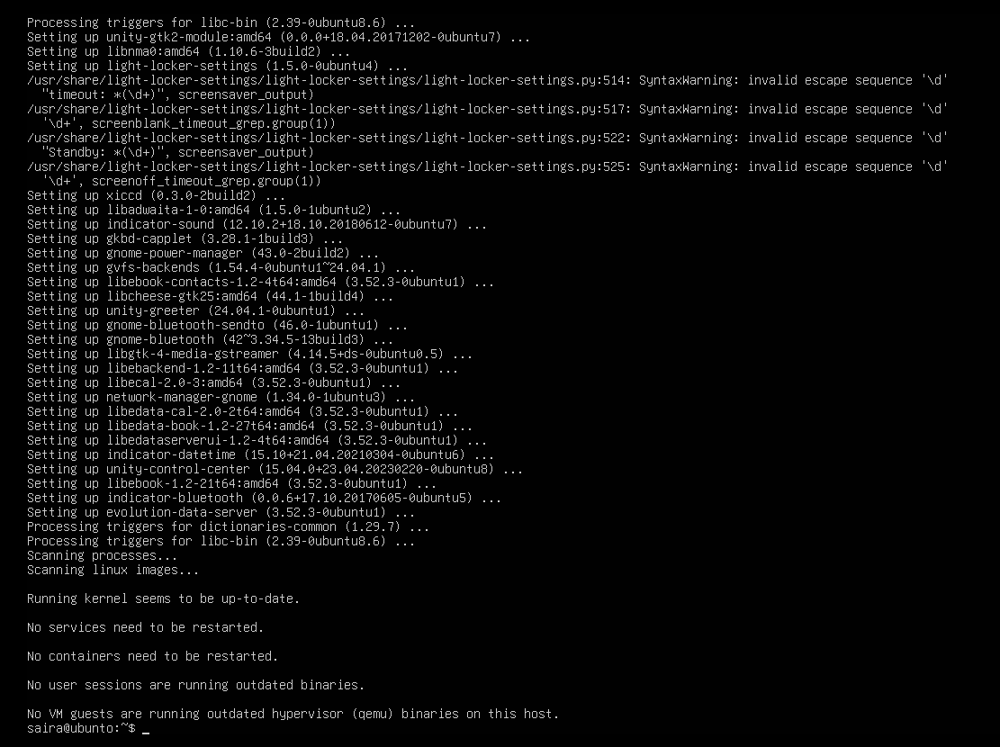 Processing triggers for libc-bin (2.39-0ubuntu8.6) ...
Setting up unity-gtk2-module:amd64 (0.0.0+18.04.20171202-0ubuntu7) ...
Setting up libnma0:amd64 (1.10.6-3build2) ...
Setting up light-locker-settings (1.5.0-0ubuntu4) ...
/usr/share/light-locker-settings/light-locker-settings/light-locker-settings.py:514: SyntaxWarning: invalid escape sequence '\d'
  "timeout: *(\d+)", screensaver_output)
/usr/share/light-locker-settings/light-locker-settings/light-locker-settings.py:517: SyntaxWarning: invalid escape sequence '\d'
  '\d+', screenblank_timeout_grep.group(1))
/usr/share/light-locker-settings/light-locker-settings/light-locker-settings.py:522: SyntaxWarning: invalid escape sequence '\d'
  "Standby: *(\d+)", screensaver_output)
/usr/share/light-locker-settings/light-locker-settings/light-locker-settings.py:525: SyntaxWarning: invalid escape sequence '\d'
  '\d+', screenoff_timeout_grep.group(1))
Setting up xiccd (0.3.0-2build2) ...
Setting up libadwaita-1-0:amd64 (1.5.0-1ubuntu2) ...
Setting up indicator-sound (12.10.2+18.10.20180612-0ubuntu7) ...
Setting up gkbd-capplet (3.28.1-1build3) ...
Setting up gnome-power-manager (43.0-2build2) ...
Setting up gvfs-backends (1.54.4-0ubuntu1~24.04.1) ...
Setting up libebook-contacts-1.2-4t64:amd64 (3.52.3-0ubuntu1) ...
Setting up libcheese-gtk25:amd64 (44.1-1build4) ...
Setting up unity-greeter (24.04.1-0ubuntu1) ...
Setting up gnome-bluetooth-sendto (46.0-1ubuntu1) ...
Setting up gnome-bluetooth (42~3.34.5-13build3) ...
Setting up libgtk-4-media-gstreamer (4.14.5+ds-0ubuntu0.5) ...
Setting up libebackend-1.2-11t64:amd64 (3.52.3-0ubuntu1) ...
Setting up libecal-2.0-3:amd64 (3.52.3-0ubuntu1) ...
Setting up network-manager-gnome (1.34.0-1ubuntu3) ...
Setting up libedata-cal-2.0-2t64:amd64 (3.52.3-0ubuntu1) ...
Setting up libedata-book-1.2-27t64:amd64 (3.52.3-0ubuntu1) ...
Setting up libedataserverui-1.2-4t64:amd64 (3.52.3-0ubuntu1) ...
Setting up indicator-datetime (15.10+21.04.20210304-0ubuntu6) ...
Setting up unity-control-center (15.04.0+23.04.20230220-0ubuntu8) ...
Setting up libebook-1.2-21t64:amd64 (3.52.3-0ubuntu1) ...
Setting up indicator-bluetooth (0.0.6+17.10.20170605-0ubuntu5) ...
Setting up evolution-data-server (3.52.3-0ubuntu1) ...
Processing triggers for dictionaries-common (1.29.7) ...
Processing triggers for libc-bin (2.39-0ubuntu8.6) ...
Scanning processes...
Scanning linux images...
Running kernel seems to be up-to-date.
No services need to be restarted.
No containers need to be restarted.
No user sessions are running outdated binaries.
No VM guests are running outdated hypervisor (qemu) binaries on this host.
saira@ubunto:~$ _